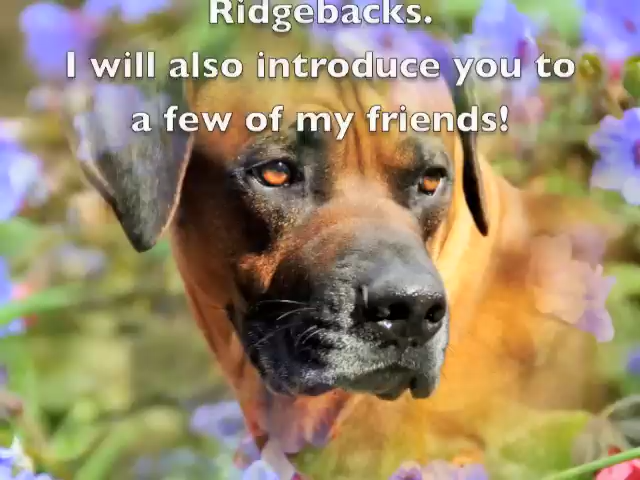 Ridgebacks.
I will also introduce you to
a few of my friends!